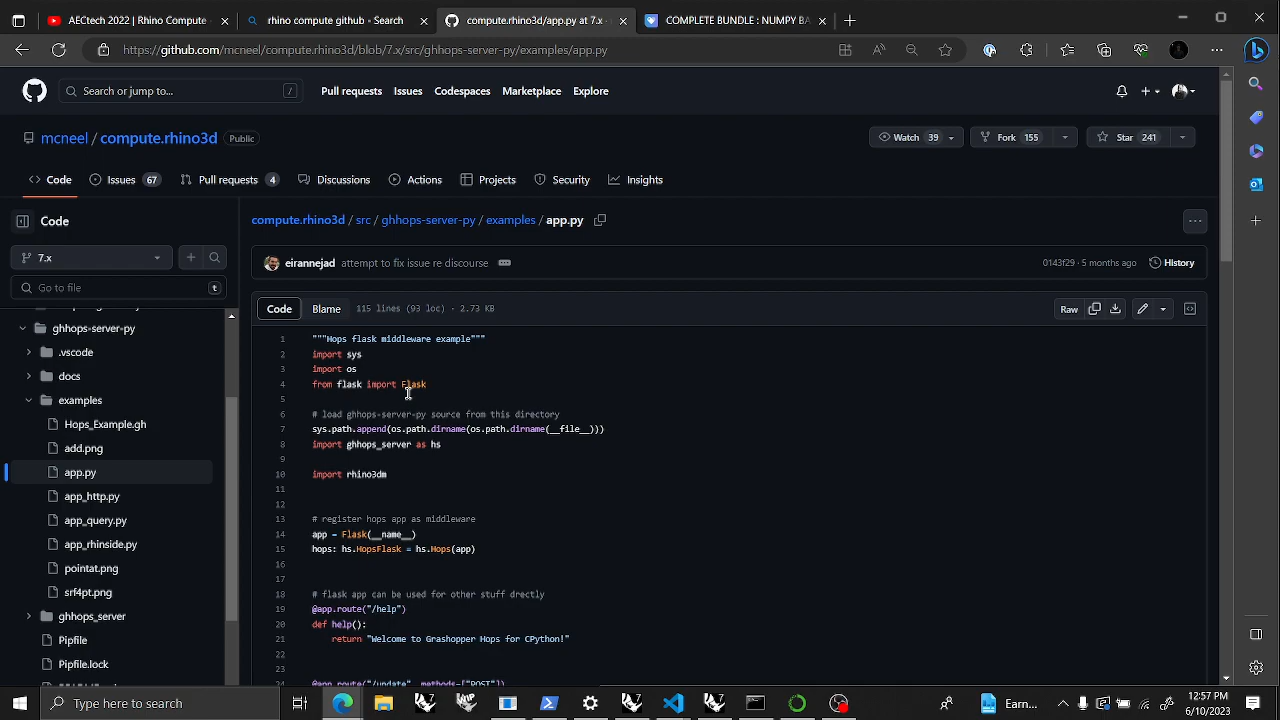 AECtech 2022 | Rhino Compute
rhino compute github - Search
compute.rhino3d/app.py at 7.x
COMPLETE BUNDLE : NUMPY BA
https://github.com/mcneel/compute.rhino3d/blob/7.x/src/ghhops-server-py/examples/app.py
Search or jump to...
/
Pull requests
Issues
Codespaces
Marketplace
Explore
mcneel / compute.rhino3d
Public
Watch 39
Fork 155
Star 241
Code
Issues 67
Pull requests 4
Discussions
Actions
Projects
Security
Insights
Code
7.x
Go to file
t
ghhops-server-py
.vscode
docs
examples
Hops_Example.gh
add.png
app.py
app_http.py
app_query.py
app_rhinside.py
pointat.png
srf4pt.png
ghhops_server
Pipfile
Pipfile.lock
compute.rhino3d / src / ghhops-server-py / examples / app.py
eirannejad attempt to fix issue re discourse
0143f29 · 5 months ago
History
Code
Blame
115 lines (93 loc) · 2.73 KB
Raw
1 """Hops flask middleware example"""
2 import sys
3 import os
4 from flask import Flask
5
6 # load ghhops-server-py source from this directory
7 sys.path.append(os.path.dirname(os.path.dirname(__file__)))
8 import ghhops_server as hs
9
10 import rhino3dm
11
12
13 # register hops app as middleware
14 app = Flask(__name__)
15 hops: hs.HopsFlask = hs.Hops(app)
16
17
18 # flask app can be used for other stuff drectly
19 @app.route("/help")
20 def help():
21 return "Welcome to Grashopper Hops for CPython!"
22
23
24 @app.route("/update", methods=["POST"])
Type here to search
Earn...
12:57 PM
6/10/2023